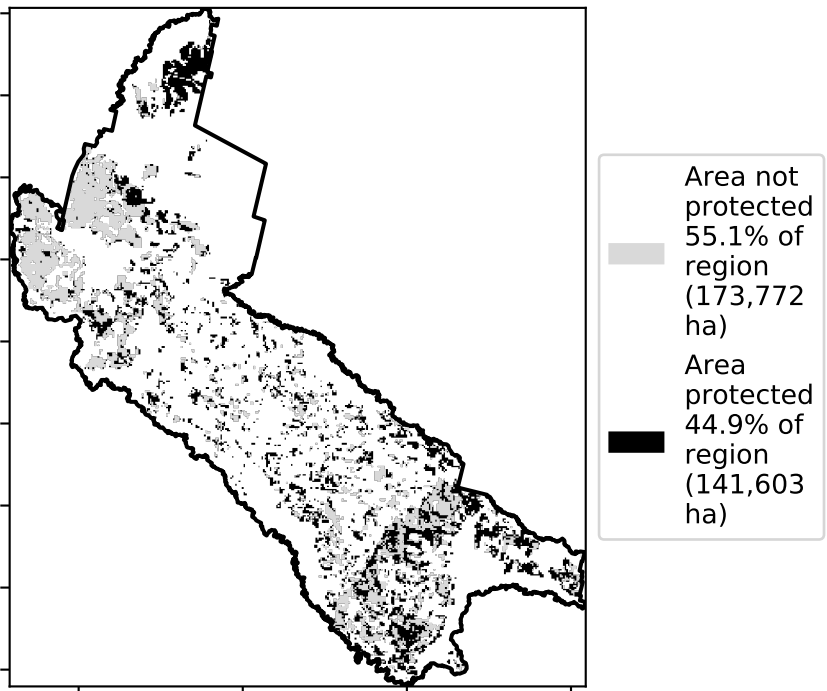 Area not
protected
55.1% of
region
(173,772
ha)
Area
protected
44.9% of
region
(141,603
ha)